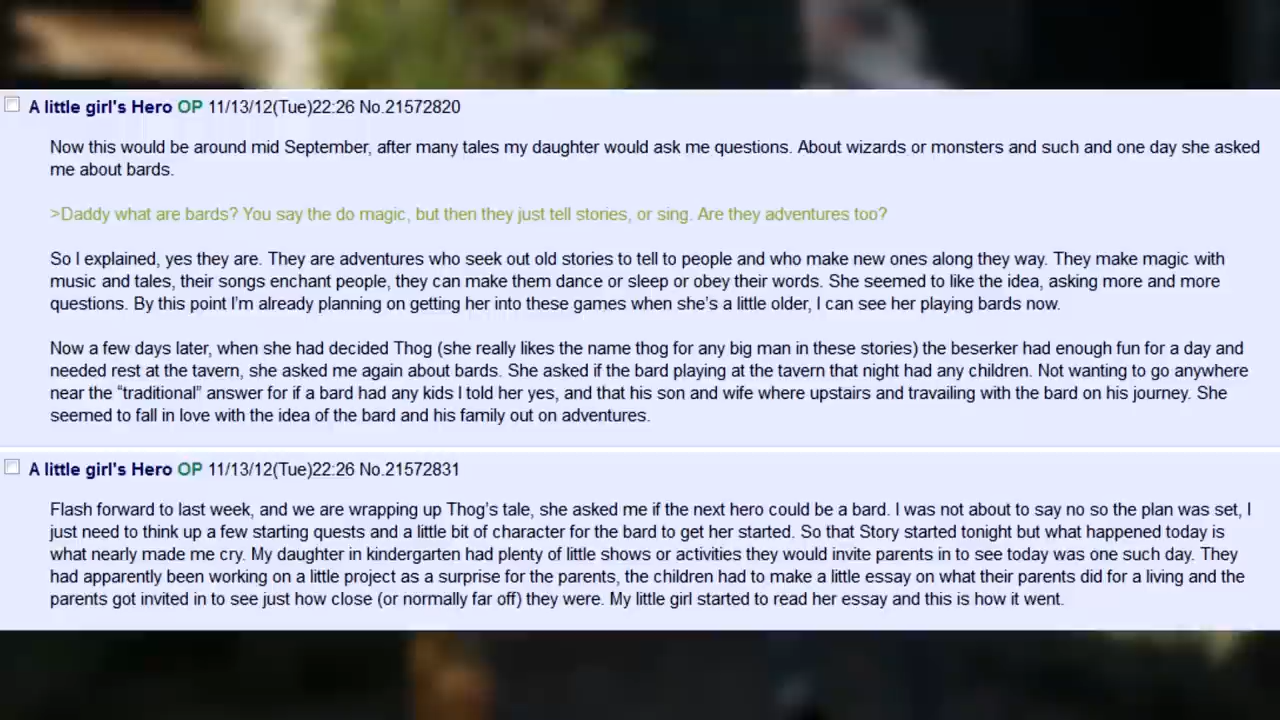 A little girl's Hero OP 11/13/12(Tue)22:26 No.21572820
Now this would be around mid September, after many tales my daughter would ask me questions. About wizards or monsters and such and one day she asked
me about bards.
>Daddy what are bards? You say the do magic, but then they just tell stories, or sing. Are they adventures too?
So I explained, yes they are. They are adventures who seek out old stories to tell to people and who make new ones along they way. They make magic with
music and tales, their songs enchant people, they can make them dance or sleep or obey their words. She seemed to like the idea, asking more and more
questions. By this point I'm already planning on getting her into these games when she's a little older, I can see her playing bards now.
Now a few days later, when she had decided Thog (she really likes the name thog for any big man in these stories) the beserker had enough fun for a day and
needed rest at the tavern, she asked me again about bards. She asked if the bard playing at the tavern that night had any children. Not wanting to go anywhere
near the “traditional” answer for if a bard had any kids I told her yes, and that his son and wife where upstairs and travailing with the bard on his journey. She
seemed to fall in love with the idea of the bard and his family out on adventures.
A little girl's Hero OP 11/13/12(Tue)22:26 No.21572831
Flash forward to last week, and we are wrapping up Thog's tale, she asked me if the next hero could be a bard. I was not about to say no so the plan was set, I
just need to think up a few starting quests and a little bit of character for the bard to get her started. So that Story started tonight but what happened today is
what nearly made me cry. My daughter in kindergarten had plenty of little shows or activities they would invite parents in to see today was one such day. They
had apparently been working on a little project as a surprise for the parents, the children had to make a little essay on what their parents did for a living and the
parents got invited in to see just how close (or normally far off) they were. My little girl started to read her essay and this is how it went.